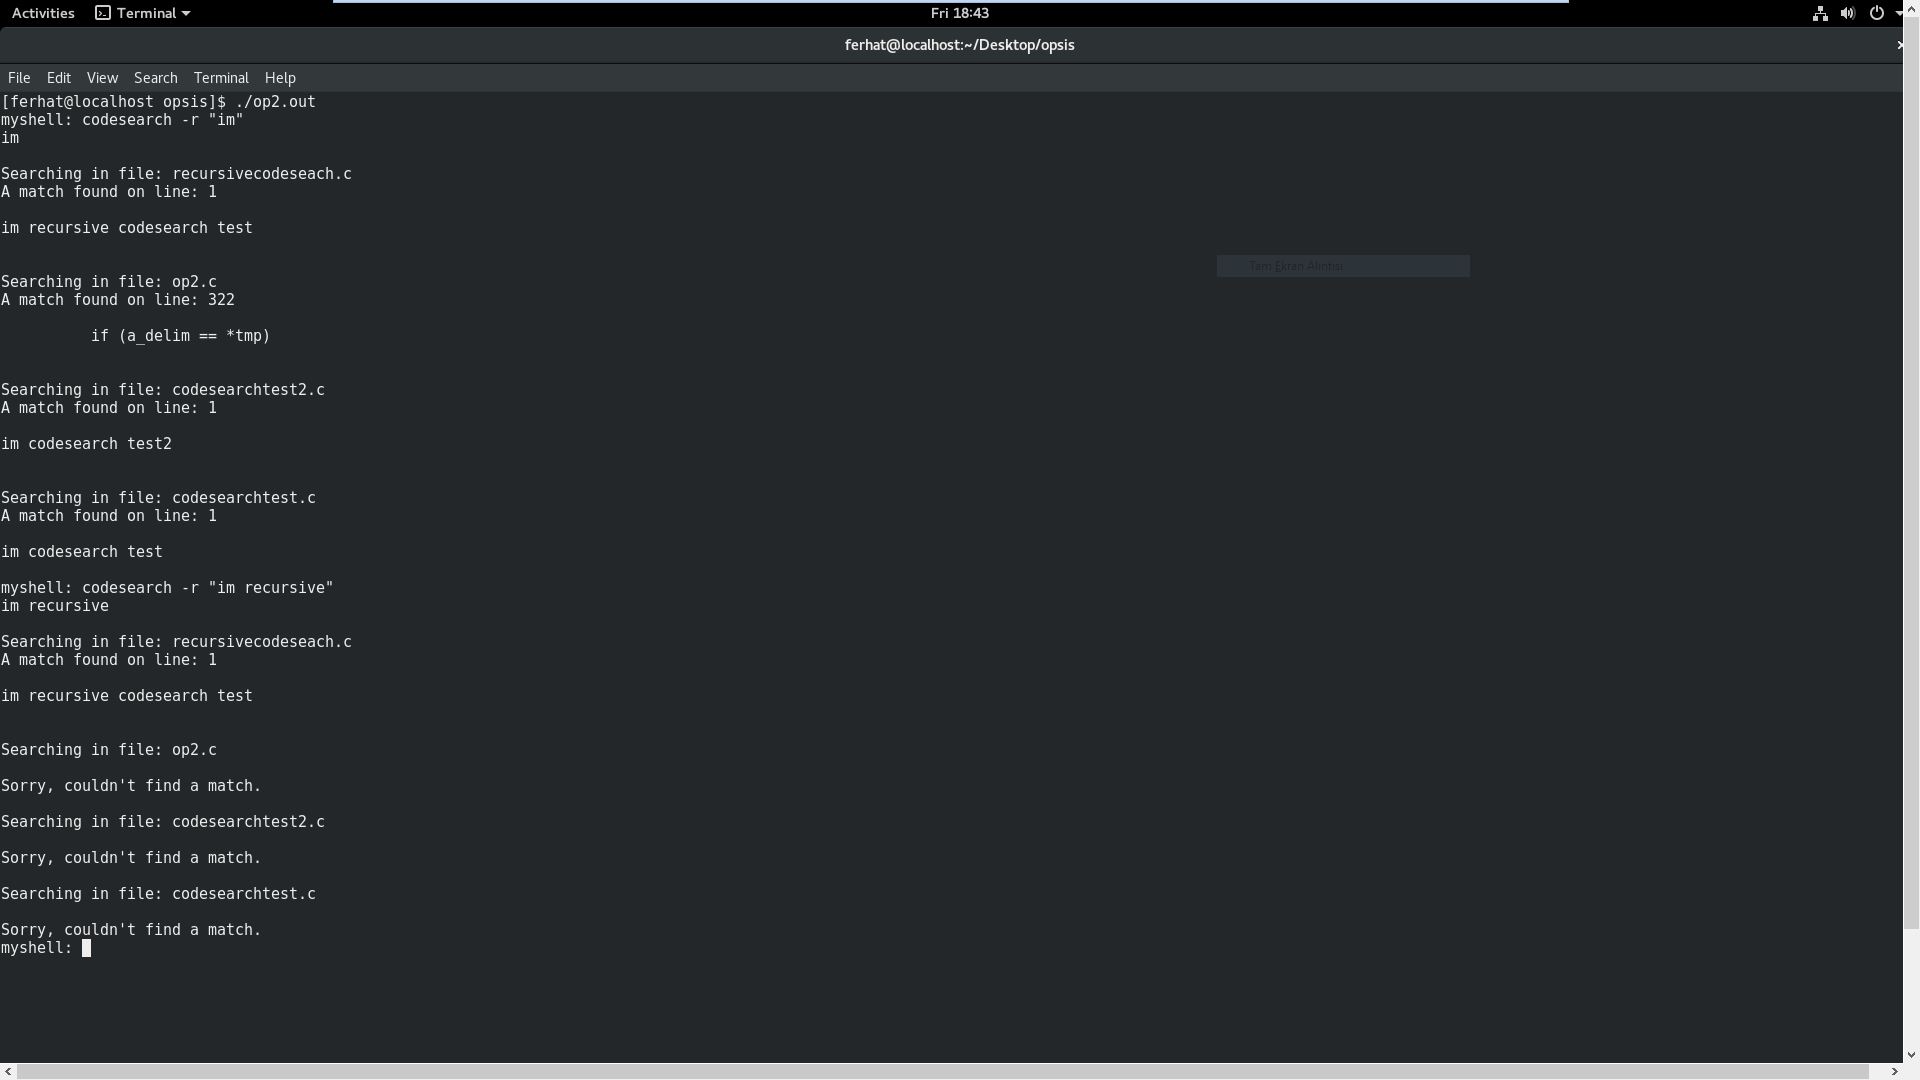 Activities Terminal Fri 18:43
ferhat@localhost:~/Desktop/opsis
File Edit View Search Terminal Help
[ferhat@localhost opsis]$ ./op2.out
myshell: codesearch -r "im"
im
Searching in file: recursivecodeseach.c
A match found on line: 1
im recursive codesearch test
Searching in file: op2.c
A match found on line: 322
if (a_delim == *tmp)
Searching in file: codesearchtest2.c
A match found on line: 1
im codesearch test2
Searching in file: codesearchtest.c
A match found on line: 1
im codesearch test
myshell: codesearch -r "im recursive"
im recursive
Searching in file: recursivecodeseach.c
A match found on line: 1
im recursive codesearch test
Searching in file: op2.c
Sorry, couldn't find a match.
Searching in file: codesearchtest2.c
Sorry, couldn't find a match.
Searching in file: codesearchtest.c
Sorry, couldn't find a match.
myshell:
Tam Ekran Alıntısı